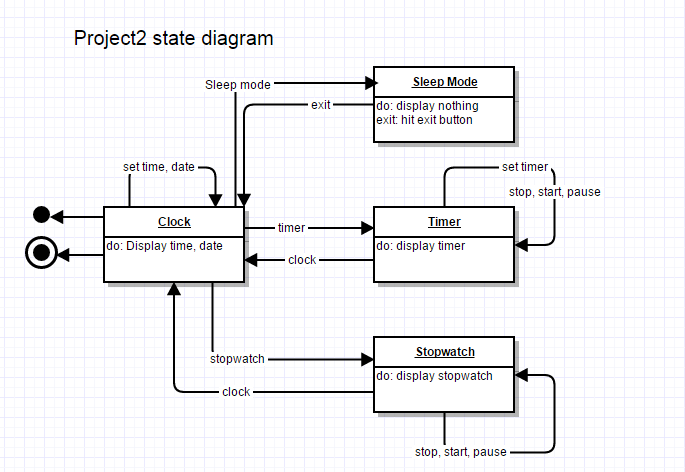 Project2 state diagram
Sleep mode
Sleep Mode
exit
do: display nothing
exit: hit exit button
set time, date
set timer
stop, start, pause
Clock
timer
Timer
do: Display time, date
do: display timer
clock
stopwatch
Stopwatch
do: display stopwatch
clock
stop, start, pause